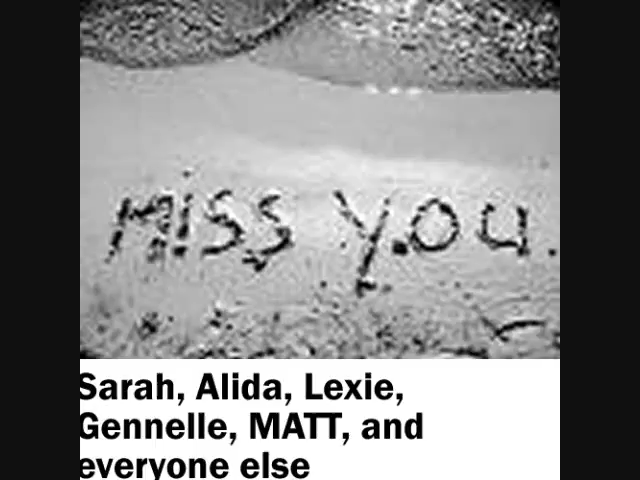 Miss you.
Sarah, Alida, Lexie,
Gennelle, MATT, and
everyone else